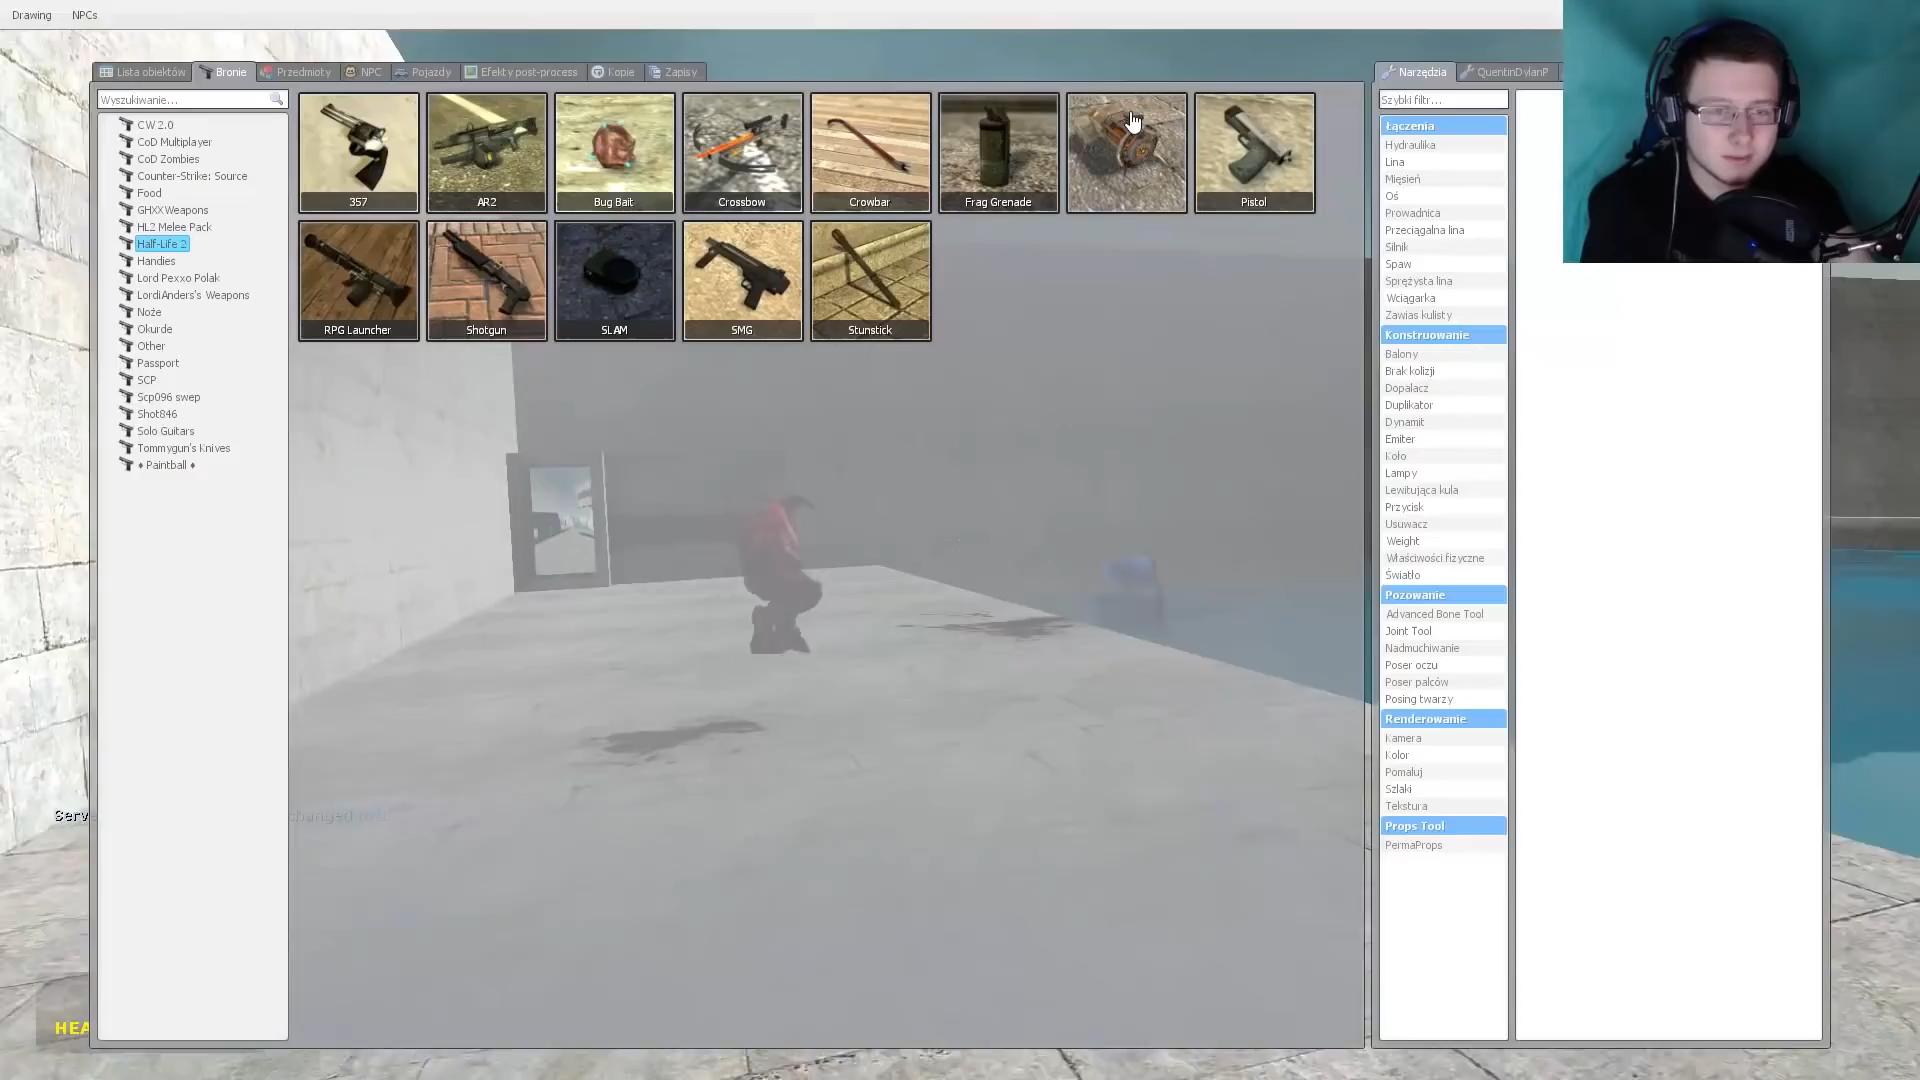 Drawing NPCs
Lista obiektów Bronie Przedmioty NPC Pojazdy Efekty post-process Kopie Zapisy
Wyszukiwanie...
CW 2.0
CoD Multiplayer
CoD Zombies
Counter-Strike: Source
Food
GHXXWeapons
HL2 Melee Pack
Half-Life 2
Handies
Lord Pexxo Polak
LordiAnders's Weapons
Noże
Okurde
Other
Passport
SCP
Scp096 swep
Shot846
Solo Guitars
Tommygun's Knives
♦ Paintball ♦
357 AR2 Bug Bait Crossbow Crowbar Frag Grenade Pistol
RPG Launcher Shotgun SLAM SMG Stunstick
Narzędzia QuentinDylanP
Szybki filtr...
Łączenia
Hydraulika
Lina
Mięsień
Oś
Prowadnica
Przeciągalna lina
Silnik
Spaw
Sprężysta lina
Wciągarka
Zawias kulisty
Konstruowanie
Balony
Brak kolizji
Dopalacz
Duplikator
Dynamit
Emiter
Koło
Lampy
Lewitująca kula
Przycisk
Usuwacz
Weight
Właściwości fizyczne
Światło
Pozowanie
Advanced Bone Tool
Joint Tool
Nadmuchiwanie
Poser oczu
Poser palców
Posing twarzy
Renderowanie
Kamera
Kolor
Pomaluj
Szlaki
Tekstura
Props Tool
PermaProps
Serve changed
HEA